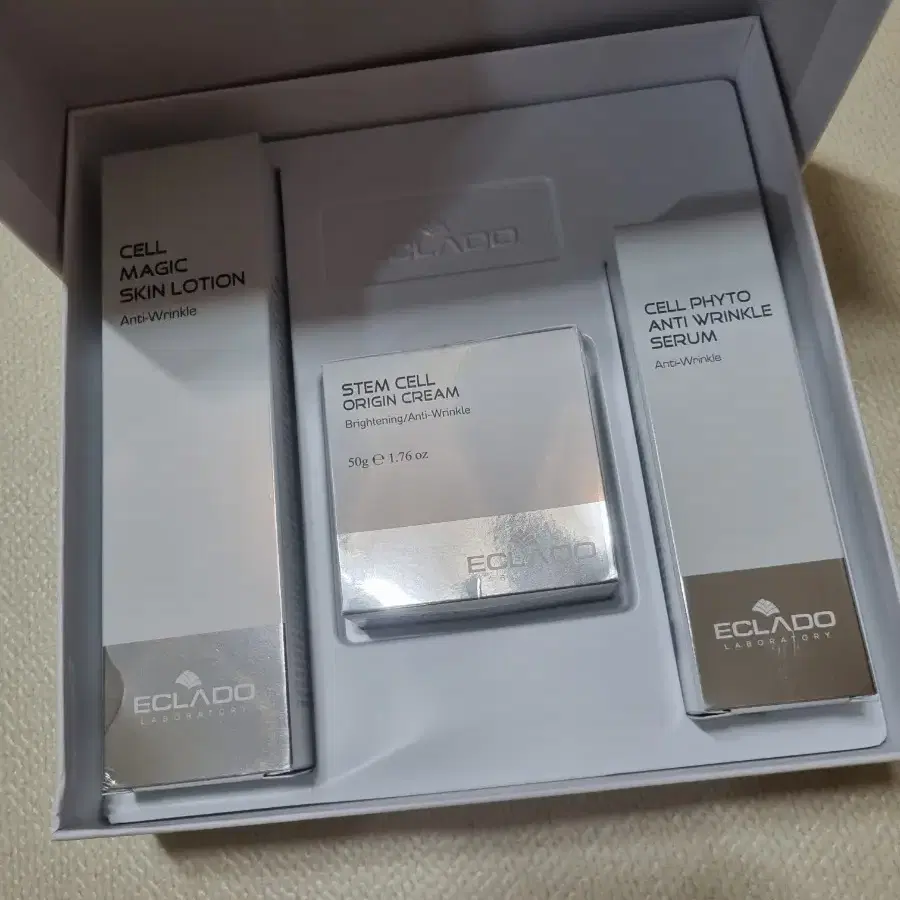 CELL
MAGIC
SKIN LOTION
Anti-Wrinkle
ECLADO
LABORATORY
ECLADO
STEM CELL
ORIGIN CREAM
Brightening/Anti-Wrinkle
50g ℮ 1.76 oz
ECLADO
CELL PHYTO
ANTI WRINKLE
SERUM
Anti-Wrinkle
ECLADO
LABORATORY